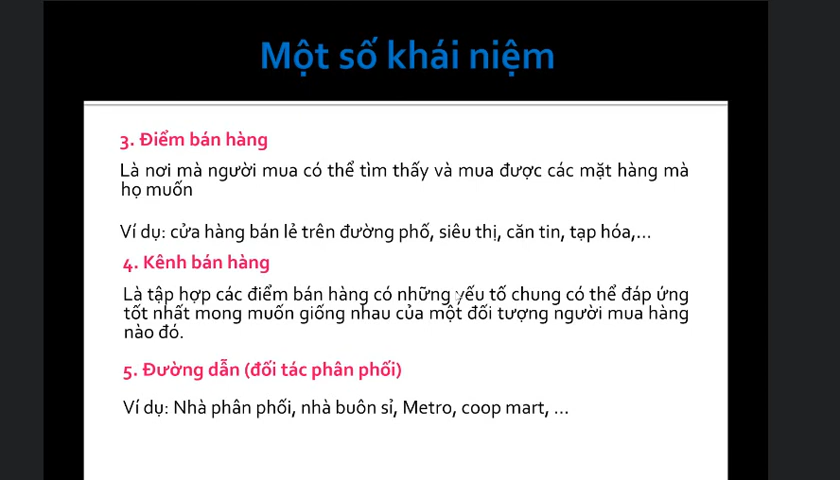 Một số khái niệm
3. Điểm bán hàng
Là nơi mà người mua có thể tìm thấy và mua được các mặt hàng mà
họ muốn
Ví dụ: cửa hàng bán lẻ trên đường phố, siêu thị, căn tin, tạp hóa,...
4. Kênh bán hàng
Là tập hợp các điểm bán hàng có những yếu tố chung có thể đáp ứng
tốt nhất mong muốn giống nhau của một đối tượng người mua hàng
nào đó.
5. Đường dẫn (đối tác phân phối)
Ví dụ: Nhà phân phối, nhà buôn sỉ, Metro, coop mart, ...